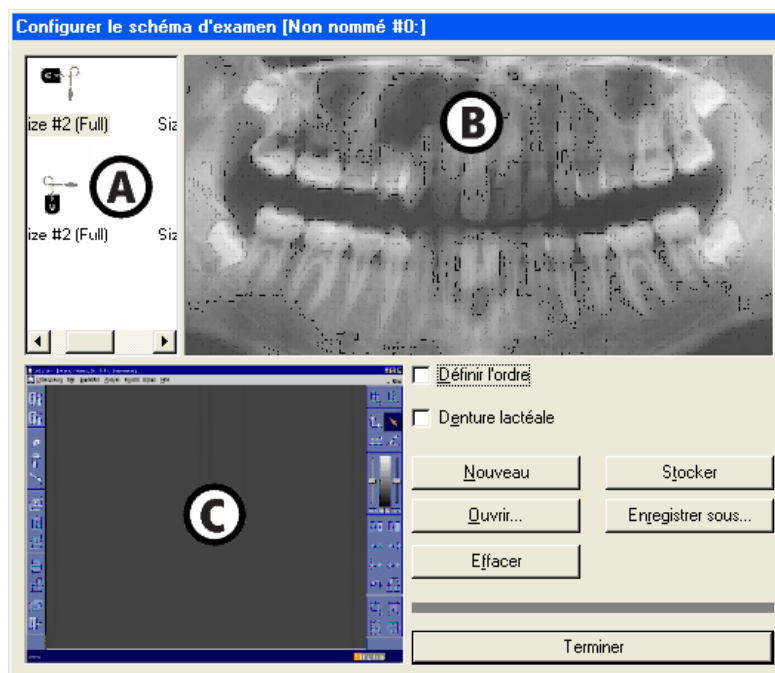 Configurer le schéma d'examen [Non nommé #0:]
ize #2 (Full) Siz
A
B
ize #2 (Full) Siz
Définir l'ordre
Denture lactéale
C
Nouveau Stocker
Ouvrir... Enregistrer sous...
Effacer
Terminer